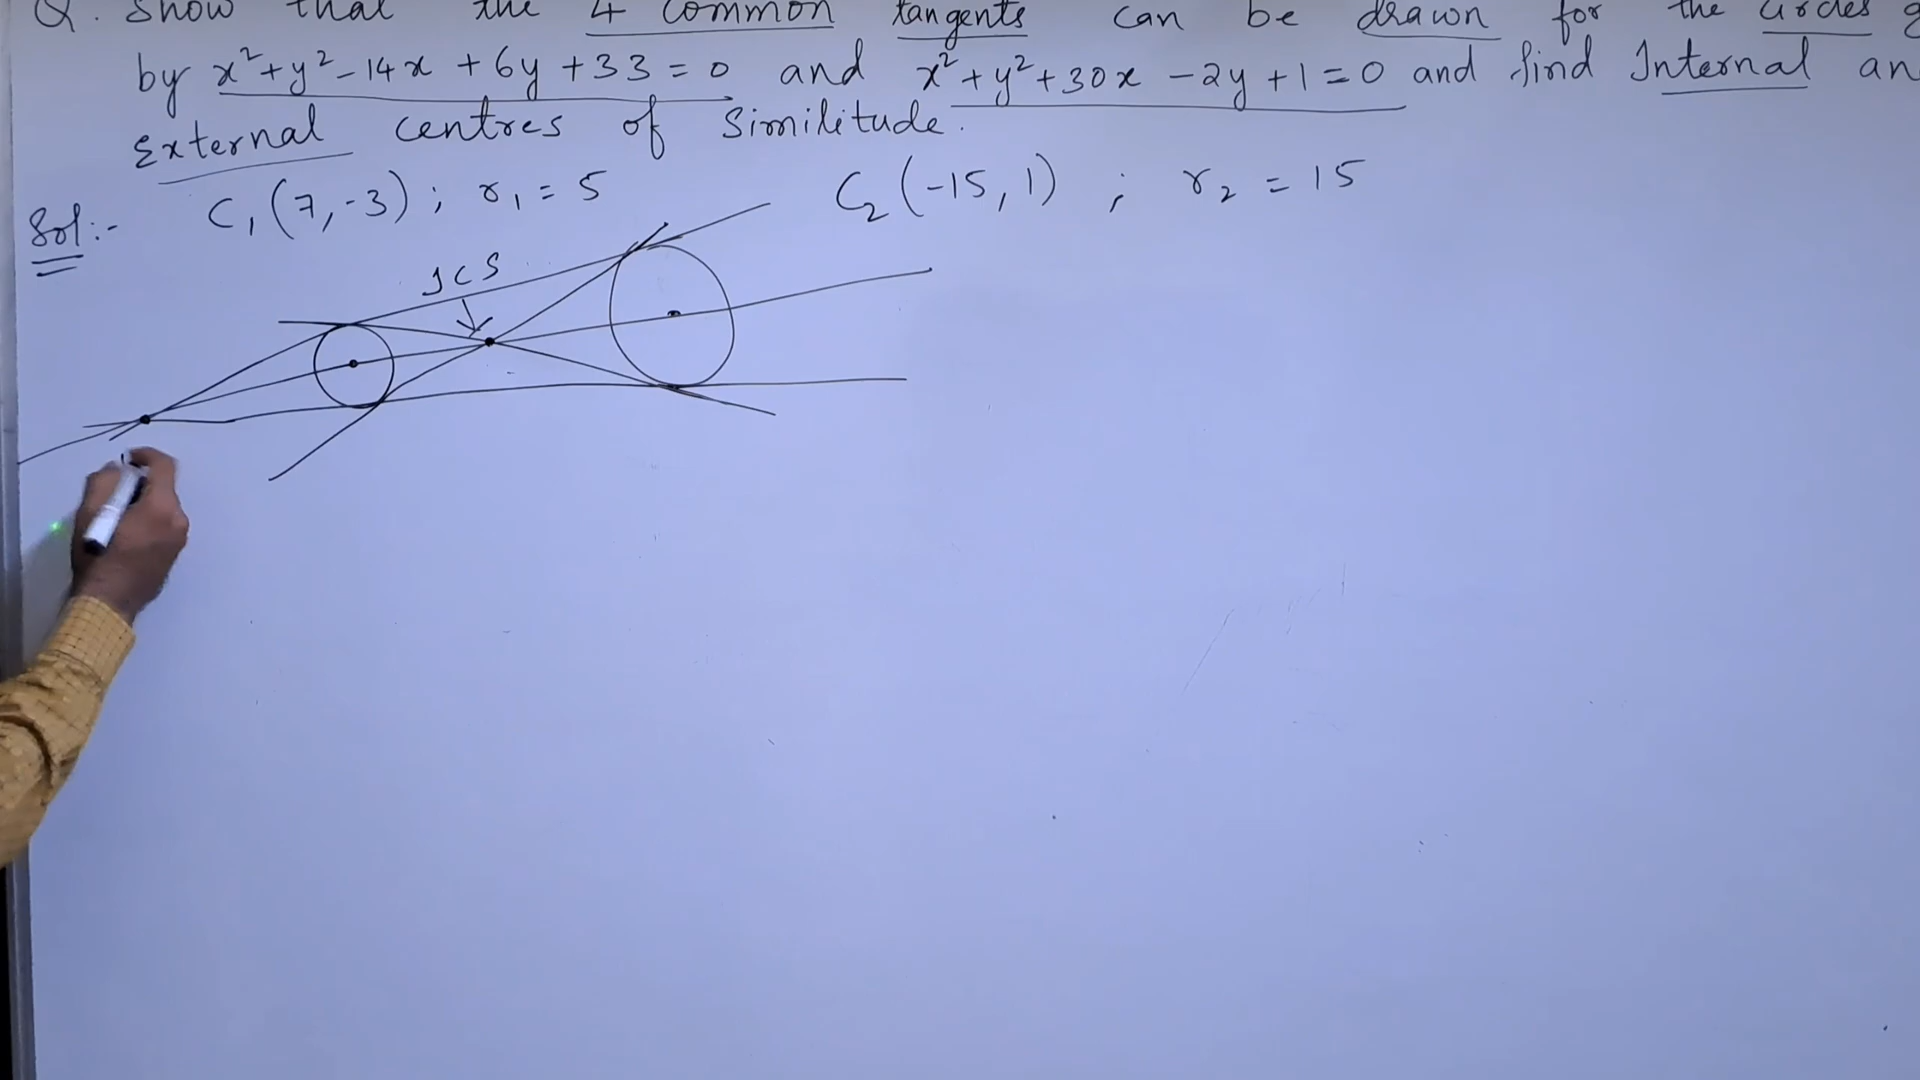 Q. Show that the 4 common tangents can be drawn for the circles
by x²+y²-14x +6y +33=0 and x²+y²+30x -2y +1=0 and find Internal
External centres of Similitude.
Sol:- C₁(7,-3); r₁ = 5 C₂(-15,1) ; r₂ = 15
ICS